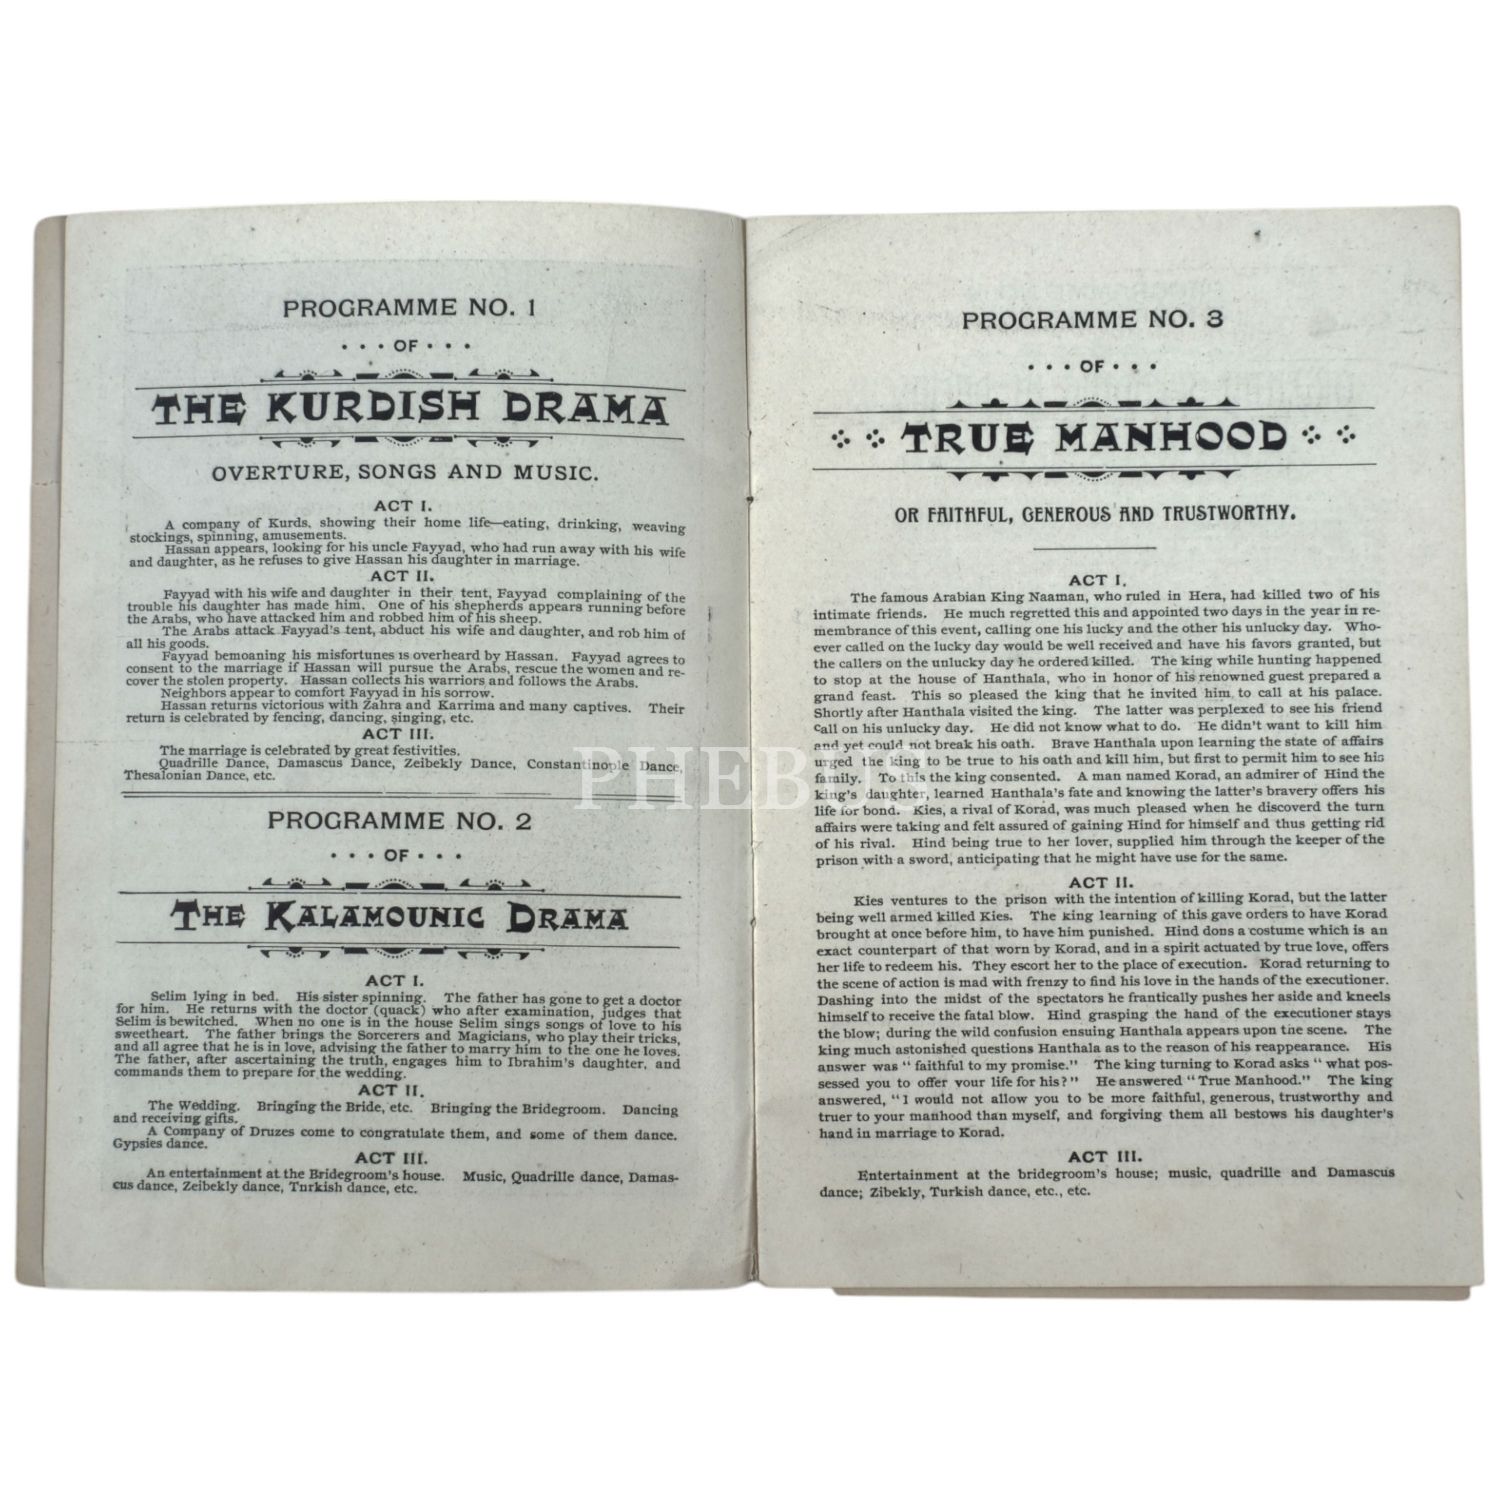 PROGRAMME NO. 1
• • • OF • • •
THE KURDISH DRAMA
OVERTURE, SONGS AND MUSIC.
ACT I.
A company of Kurds, showing their home life—eating, drinking, weaving
stockings, spinning, amusements.
Hassan appears, looking for his uncle Fayyad, who had run away with his wife
and daughter, as he refuses to give Hassan his daughter in marriage.
ACT II.
Fayyad with his wife and daughter in their tent, Fayyad complaining of the
trouble his daughter has made him. One of his shepherds appears running before
the Arabs, who have attacked him and robbed him of his sheep.
The Arabs attack Fayyad's tent, abduct his wife and daughter, and rob him of
all his goods.
Fayyad bemoaning his misfortunes is overheard by Hassan. Fayyad agrees to
consent to the marriage if Hassan will pursue the Arabs, rescue the women and re-
cover the stolen property. Hassan collects his warriors and follows the Arabs.
Neighbors appear to comfort Fayyad in his sorrow.
Hassan returns victorious with Zahra and Karrima and many captives. Their
return is celebrated by fencing, dancing, singing, etc.
ACT III.
The marriage is celebrated by great festivities.
Quadrille Dance, Damascus Dance, Zeibekly Dance, Constantinople Dance,
Thesalonian Dance, etc.
PROGRAMME NO. 2
• • • OF • • •
THE KALAMOUNIC DRAMA
ACT I.
Selim lying in bed. His sister spinning. The father has gone to get a doctor
for him. He returns with the doctor (quack) who after examination, judges that
Selim is bewitched. When no one is in the house Selim sings songs of love to his
sweetheart. The father brings the Sorcerers and Magicians, who play their tricks,
and all agree that he is in love, advising the father to marry him to the one he loves.
The father, after ascertaining the truth, engages him to Ibrahim's daughter, and
commands them to prepare for the wedding.
ACT II.
The Wedding. Bringing the Bride, etc. Bringing the Bridegroom. Dancing
and receiving gifts.
A Company of Druzes come to congratulate them, and some of them dance.
Gypsies dance.
ACT III.
An entertainment at the Bridegroom's house. Music, Quadrille dance, Damas-
cus dance, Zeibekly dance, Turkish dance, etc.
PROGRAMME NO. 3
• • • OF • • •
TRUE MANHOOD
OR FAITHFUL, GENEROUS AND TRUSTWORTHY.
ACT I.
The famous Arabian King Naaman, who ruled in Hera, had killed two of his
intimate friends. He much regretted this and appointed two days in the year in re-
membrance of this event, calling one his lucky and the other his unlucky day. Who-
ever called on the lucky day would be well received and have his favors granted, but
the callers on the unlucky day he ordered killed. The king while hunting happened
to stop at the house of Hanthala, who in honor of his renowned guest prepared a
grand feast. This so pleased the king that he invited him to call at his palace.
Shortly after Hanthala visited the king. The latter was perplexed to see his friend
call on his unlucky day. He did not know what to do. He didn't want to kill him
and yet could not break his oath. Brave Hanthala upon learning the state of affairs
urged the king to be true to his oath and kill him, but first to permit him to see his
family. To this the king consented. A man named Korad, an admirer of Hind the
king's daughter, learned Hanthala's fate and knowing the latter's bravery offers his
life for bond. Kies, a rival of Korad, was much pleased when he discoverd the turn
affairs were taking and felt assured of gaining Hind for himself and thus getting rid
of his rival. Hind being true to her lover, supplied him through the keeper of the
prison with a sword, anticipating that he might have use for the same.
ACT II.
Kies ventures to the prison with the intention of killing Korad, but the latter
being well armed killed Kies. The king learning of this gave orders to have Korad
brought at once before him, to have him punished. Hind dons a costume which is an
exact counterpart of that worn by Korad, and in a spirit actuated by true love, offers
her life to redeem his. They escort her to the place of execution. Korad returning to
the scene of action is mad with frenzy to find his love in the hands of the executioner.
Dashing into the midst of the spectators he frantically pushes her aside and kneels
himself to receive the fatal blow. Hind grasping the hand of the executioner stays
the blow; during the wild confusion ensuing Hanthala appears upon the scene. The
king much astonished questions Hanthala as to the reason of his reappearance. His
answer was "faithful to my promise." The king turning to Korad asks "what pos-
sessed you to offer your life for his?" He answered "True Manhood." The king
answered, "I would not allow you to be more faithful, generous, trustworthy and
truer to your manhood than myself, and forgiving them all bestows his daughter's
hand in marriage to Korad.
ACT III.
Entertainment at the bridegroom's house; music, quadrille and Damascus
dance; Zibekly, Turkish dance, etc., etc.
PHEBUS